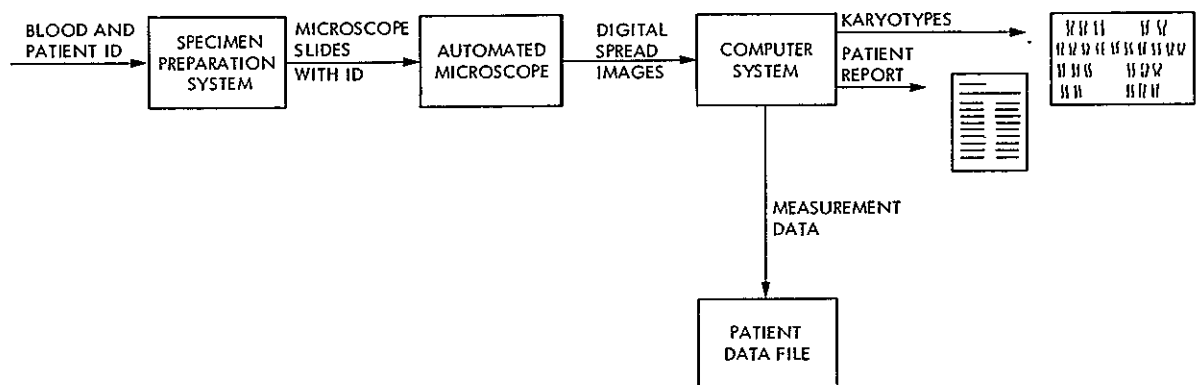 BLOOD AND
PATIENT ID
SPECIMEN
PREPARATION
SYSTEM
MICROSCOPE
SLIDES
WITH ID
AUTOMATED
MICROSCOPE
DIGITAL
SPREAD
IMAGES
COMPUTER
SYSTEM
KARYOTYPES
PATIENT
REPORT
MEASUREMENT
DATA
PATIENT
DATA FILE